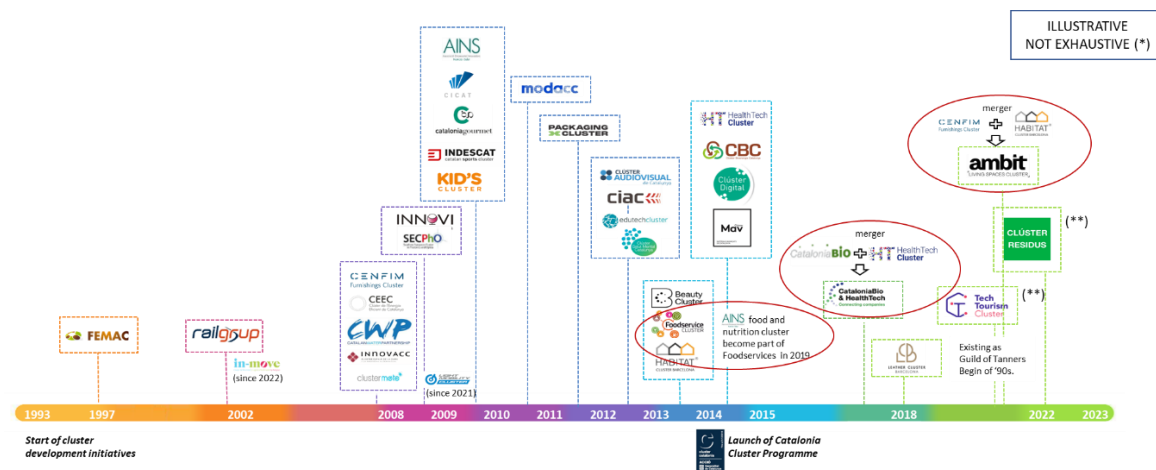 ILLUSTRATIVE
NOT EXHAUSTIVE (*)
AINS
CICAT
cataloniagourmet
INDESCAT
catalan sports cluster
KID'S
CLUSTER
modacc
PACKAGING
CLUSTER
HealthTech
Cluster
CBC
Clúster
Digital
Mav
merger
CENFIM
Furnishings Cluster
HABITAT
CLUSTER BARCELONA
ambit
LIVING SPACES CLUSTER
CLÚSTER
AUDIOVISUAL
ciac
edutechcluster
INNOVI
SECPhO
CLÚSTER
RESIDUS
(**)
merger
CataloniaBIO
HealthTech
Cluster
CataloniaBio
& HealthTech
Connecting companies
Tech
Tourism
Cluster
(**)
CENFIM
Furnishings Cluster
CEEC
CWP
INNOVACC
clustermoto
Beauty
Cluster
Foodservice
CLUSTER
HABITAT
CLUSTER BARCELONA
AINS food and
nutrition cluster
become part of
Foodservices in 2019
FEMAC
railgroup
in-move
(since 2022)
(since 2021)
LEATHER CLUSTER
BARCELONA
Existing as
Guild of Tanners
Begin of '90s.
1993 1997 2002 2008 2009 2010 2011 2012 2013 2014 2015 2018 2022 2023
Start of cluster
development initiatives
Launch of Catalonia
Cluster Programme